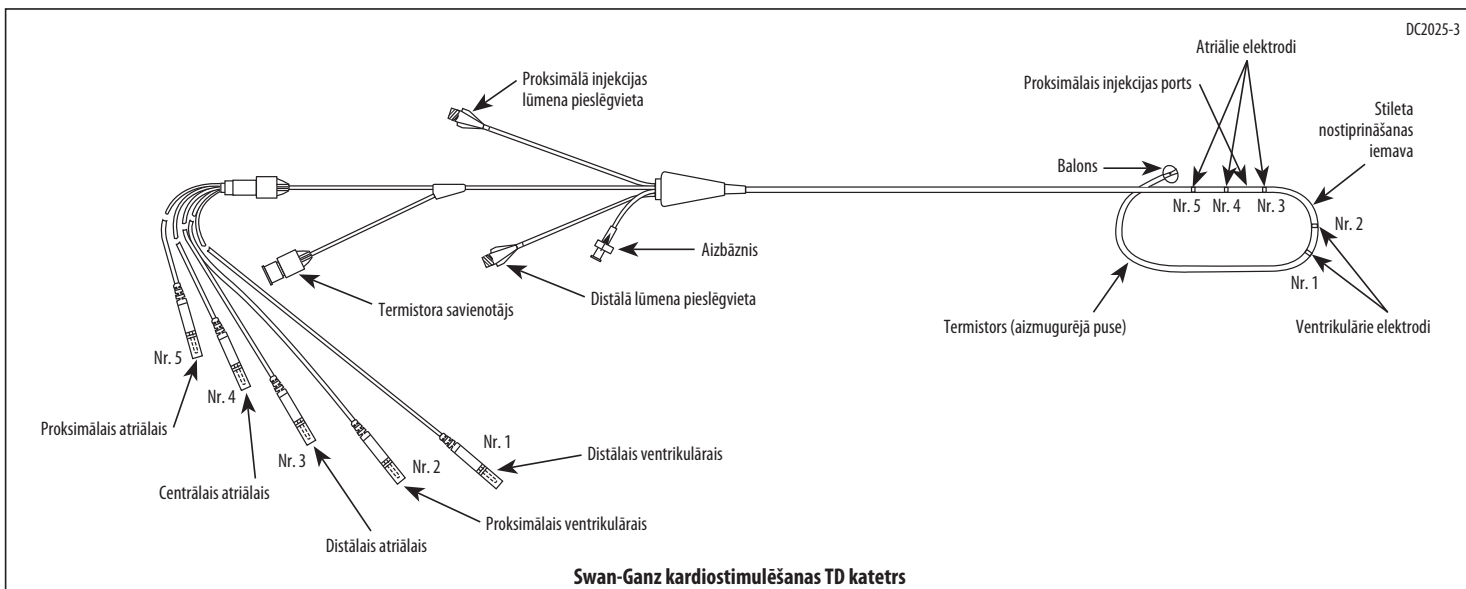 DC2025-3
Atriālie elektrodi
Proksimālā injekcijas
lūmena pieslēgvieta
Proksimālais injekcijas ports
Stileta
nostiprināšanas
iemava
Balons
Nr. 5
Nr. 4
Nr. 3
Nr. 2
Nr. 1
Aizbāznis
Distālā lūmena pieslēgvieta
Termistora savienotājs
Termistors (aizmugurējā puse)
Ventrikulārie elektrodi
Nr. 5
Nr. 4
Nr. 3
Nr. 2
Nr. 1
Proksimālais atriālais
Centrālais atriālais
Distālais atriālais
Proksimālais ventrikulārais
Distālais ventrikulārais
Swan-Ganz kardiostimulēšanas TD katetrs